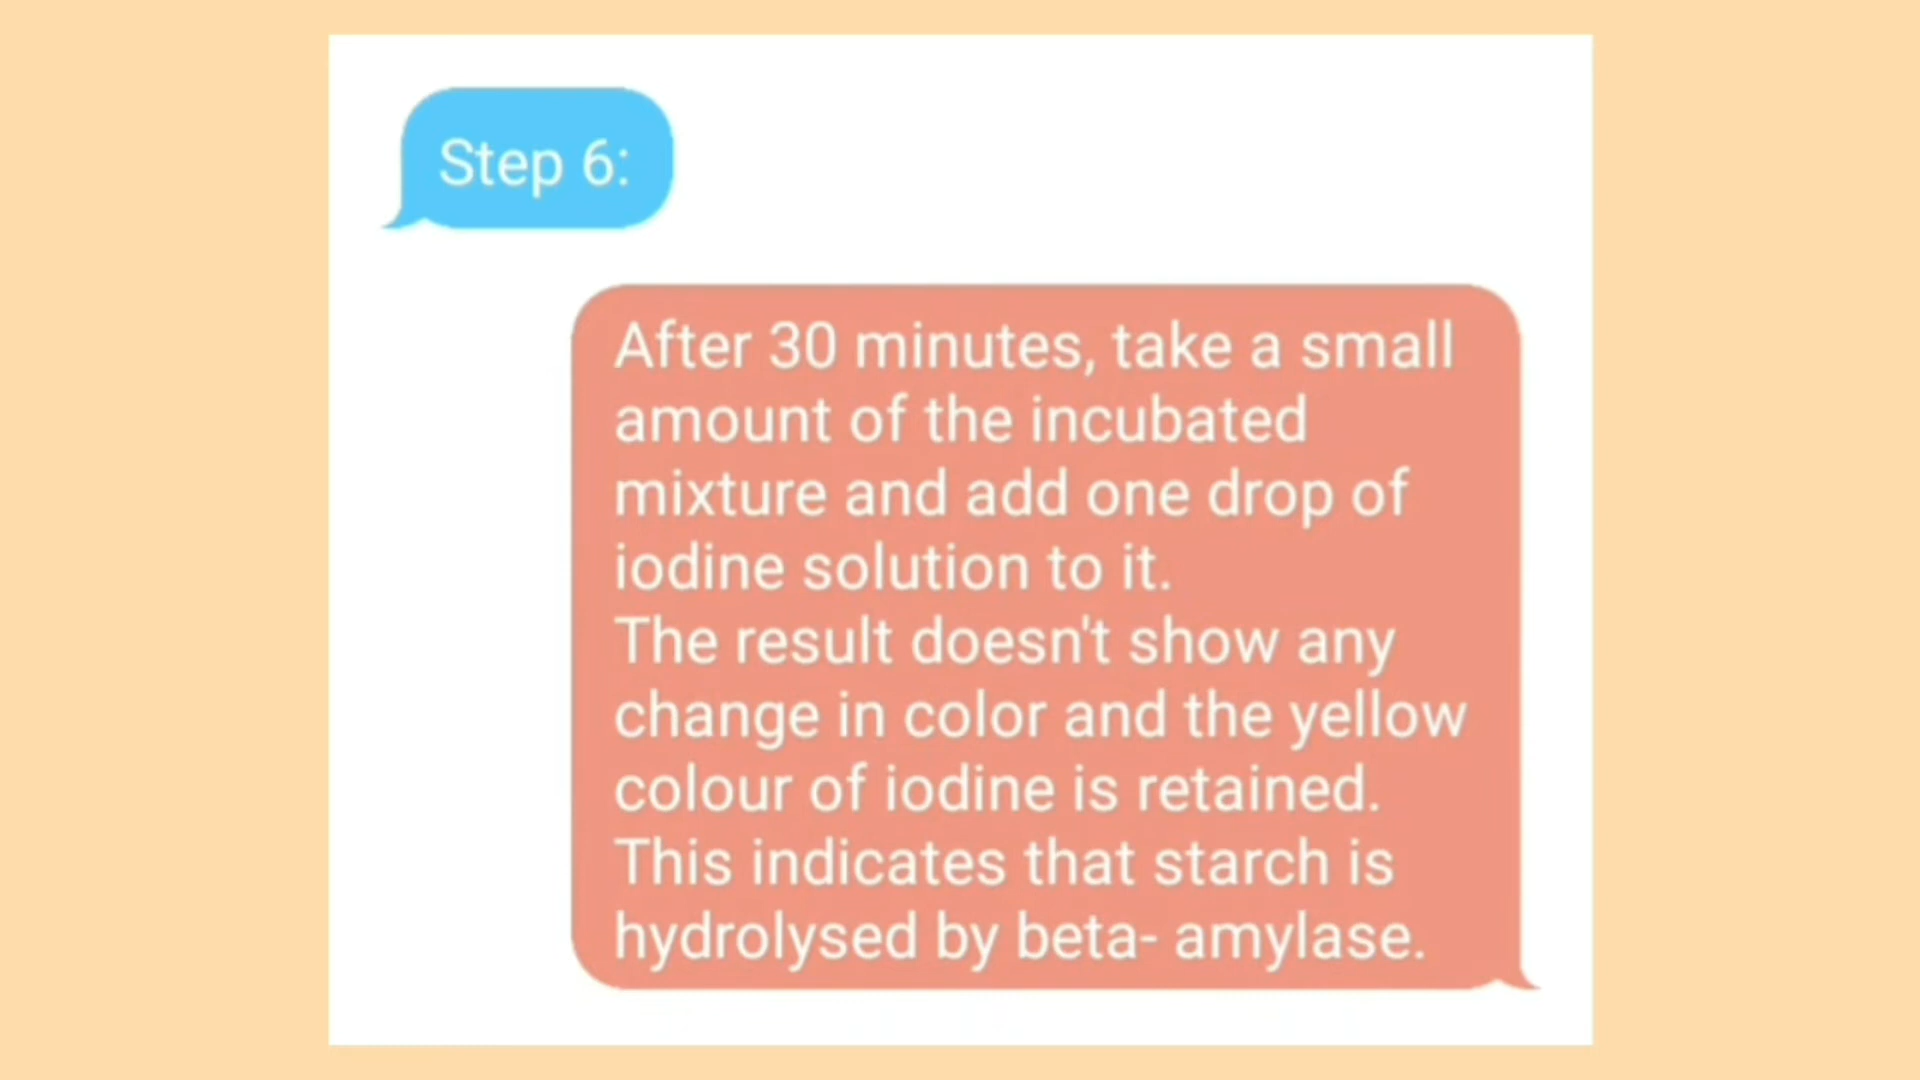 Step 6:
After 30 minutes, take a small
amount of the incubated
mixture and add one drop of
iodine solution to it.
The result doesn't show any
change in color and the yellow
colour of iodine is retained.
This indicates that starch is
hydrolysed by beta- amylase.